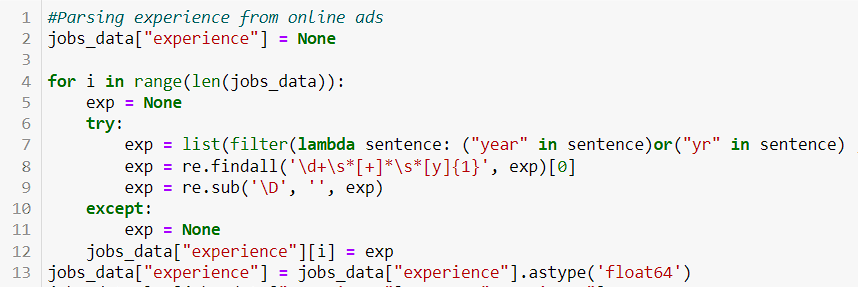 1 #Parsing experience from online ads
2 jobs_data["experience"] = None
3
4 for i in range(len(jobs_data)):
5     exp = None
6     try:
7         exp = list(filter(lambda sentence: ("year" in sentence)or("yr" in sentence)
8         exp = re.findall('\d+\s*[+]*\s*[y]{1}', exp)[0]
9         exp = re.sub('\D', '', exp)
10     except:
11         exp = None
12     jobs_data["experience"][i] = exp
13 jobs_data["experience"] = jobs_data["experience"].astype('float64')